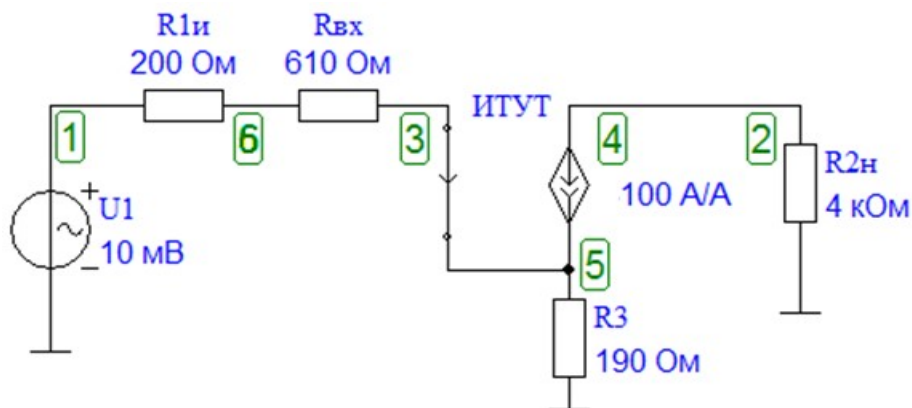 R1и
200 Ом
Rвх
610 Ом
ИТУТ
1
6
3
4
2
+
U1
10 мВ
−
100 А/А
R2н
4 кОм
5
R3
190 Ом